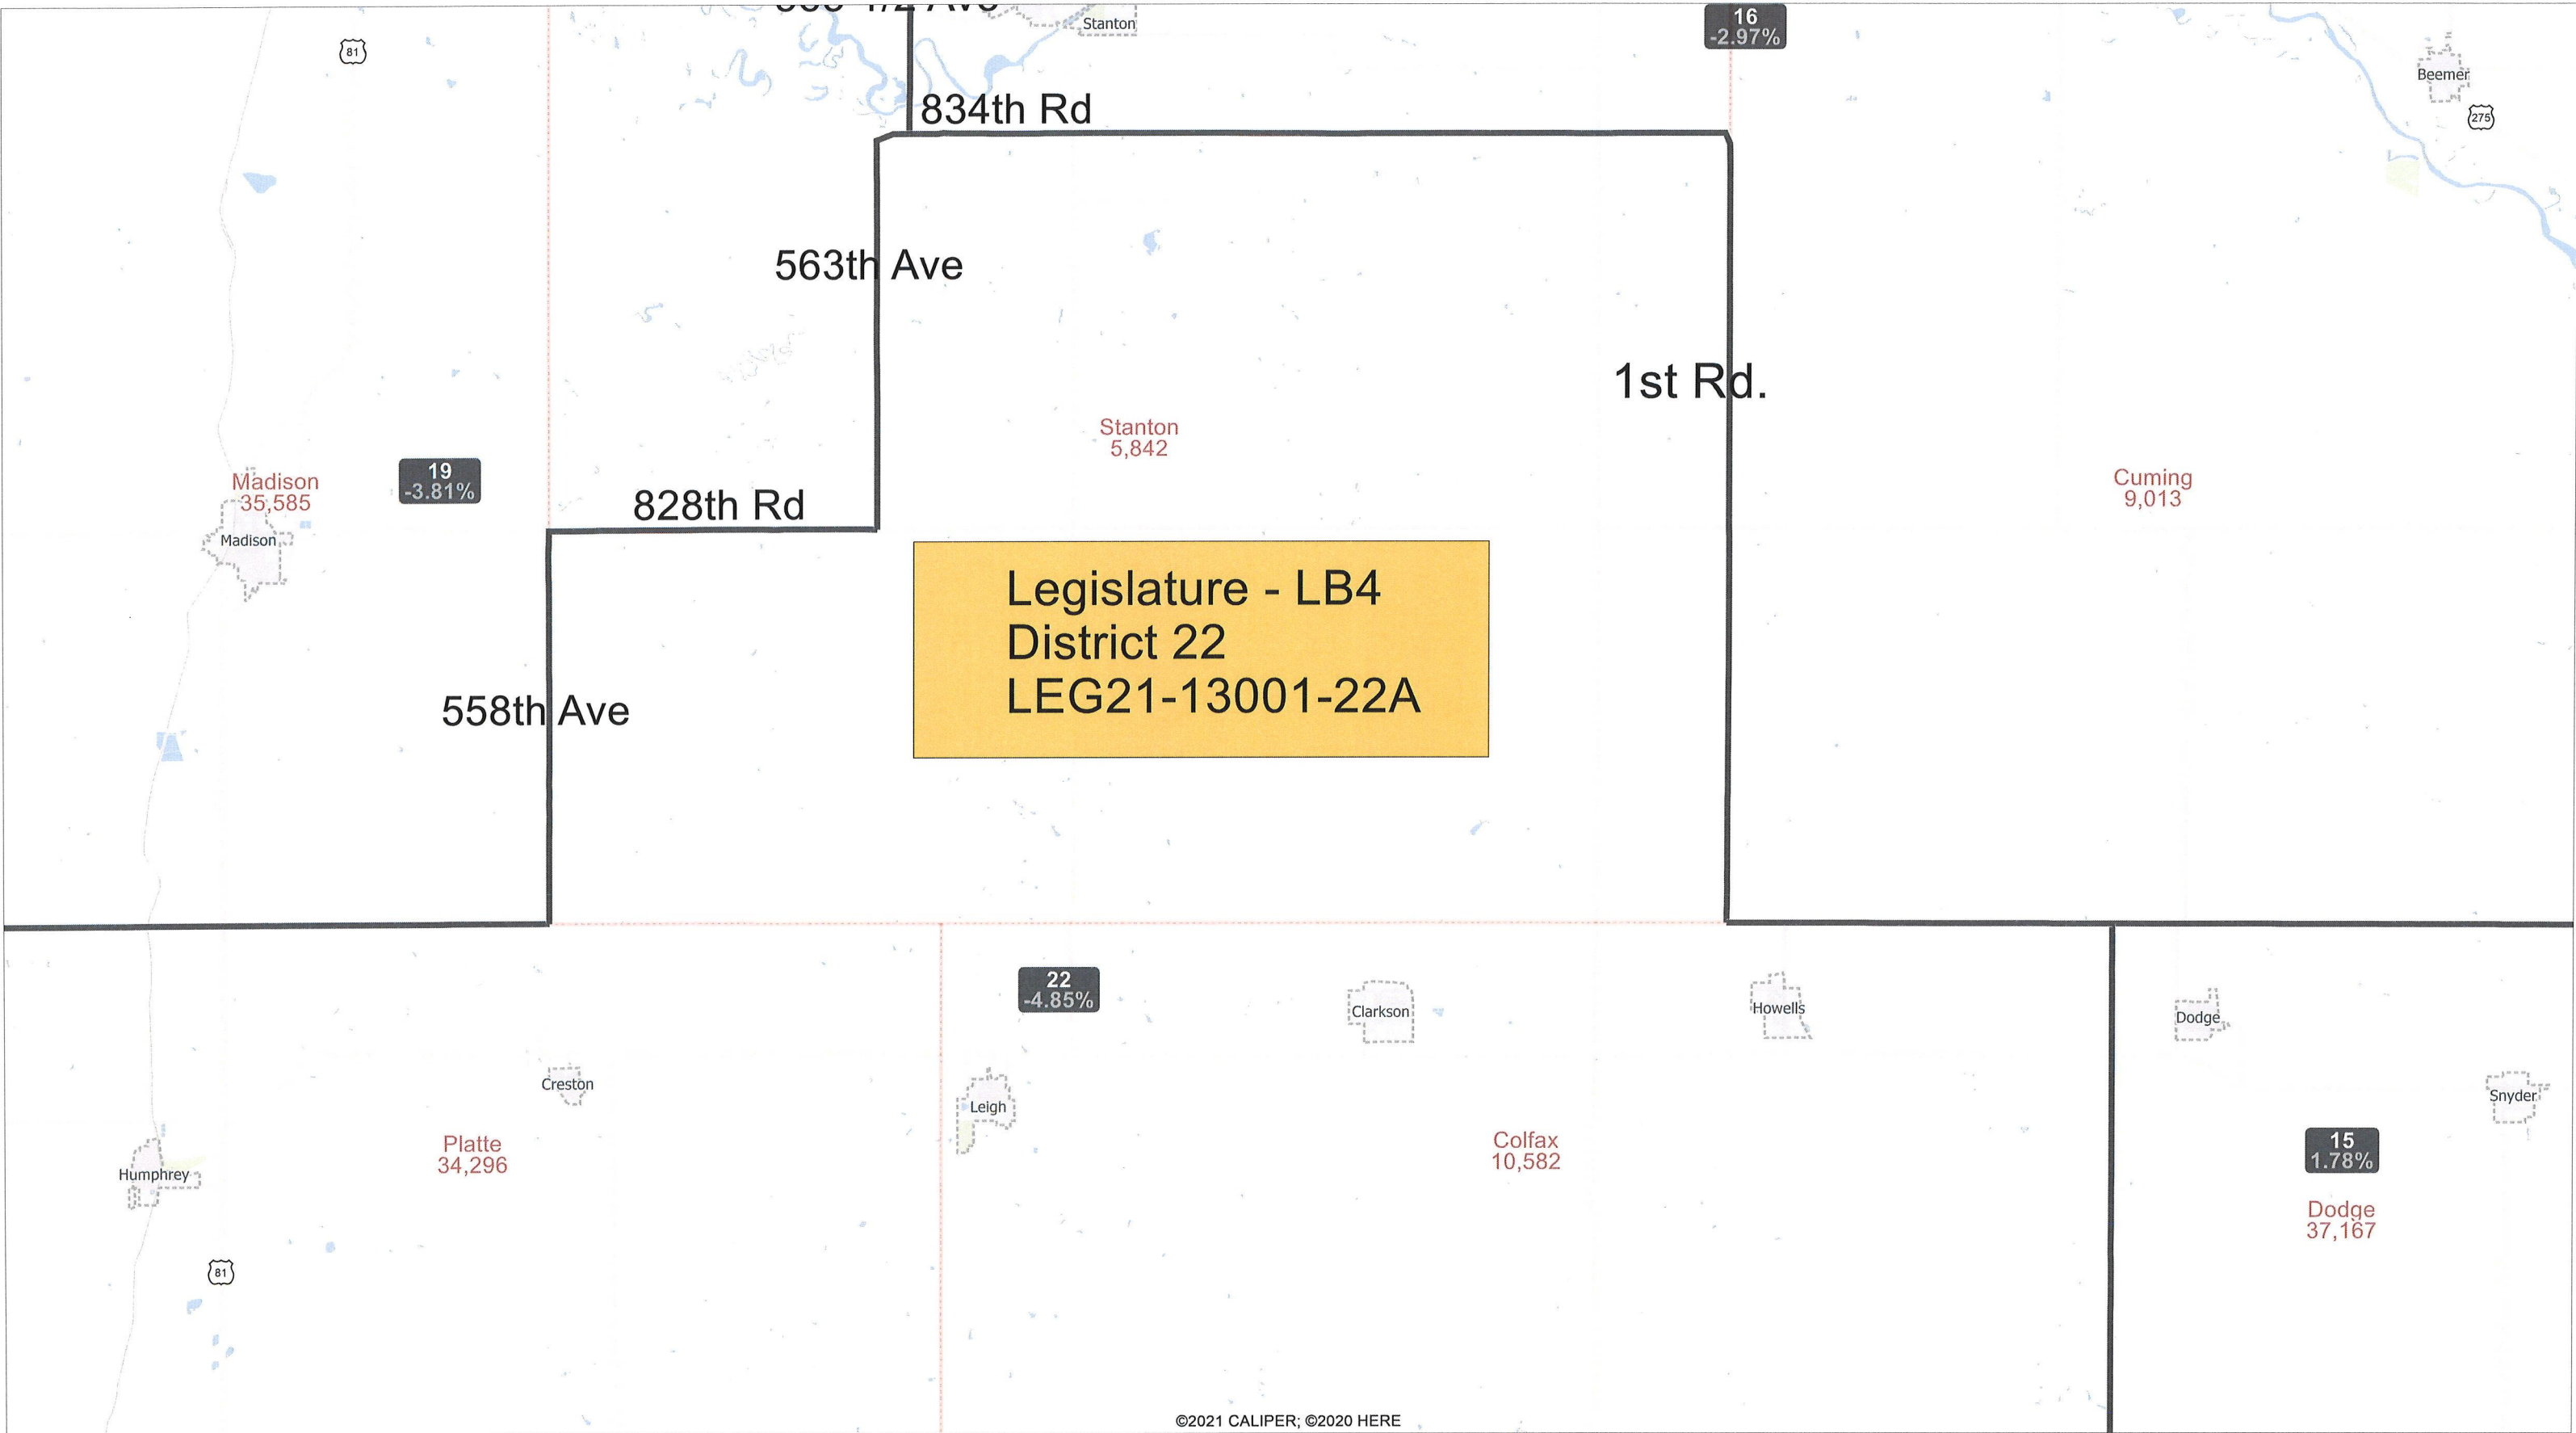 Stanton
16
-2.97%
81
Beemer
275
834th Rd
563th Ave
1st Rd.
Stanton
5,842
Madison
35,585
19
-3.81%
Cuming
9,013
828th Rd
Madison
Legislature - LB4
District 22
LEG21-13001-22A
558th Ave
22
-4.85%
Clarkson
Howells
Dodge
Creston
Leigh
Snyder
Platte
34,296
Colfax
10,582
15
1.78%
Humphrey
Dodge
37,167
81
©2021 CALIPER; ©2020 HERE